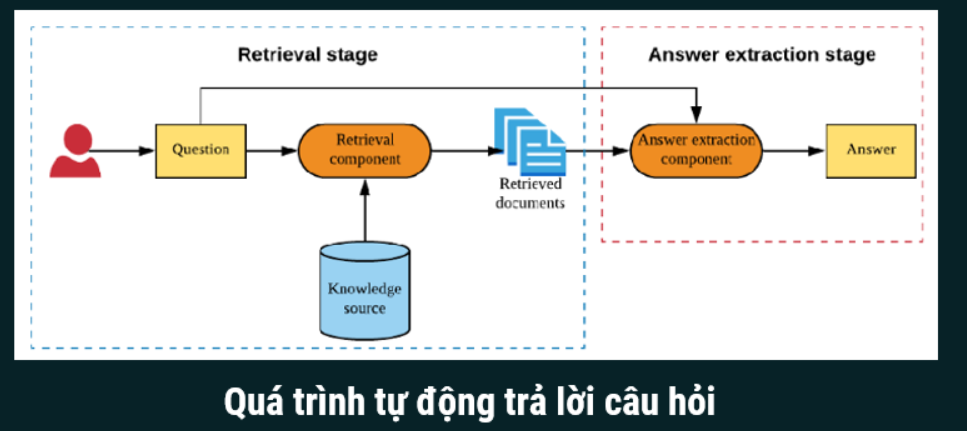 Retrieval stage
Answer extraction stage
Question
Retrieval
component
Retrieved
documents
Answer extraction
component
Answer
Knowledge
source
Quá trình tự động trả lời câu hỏi